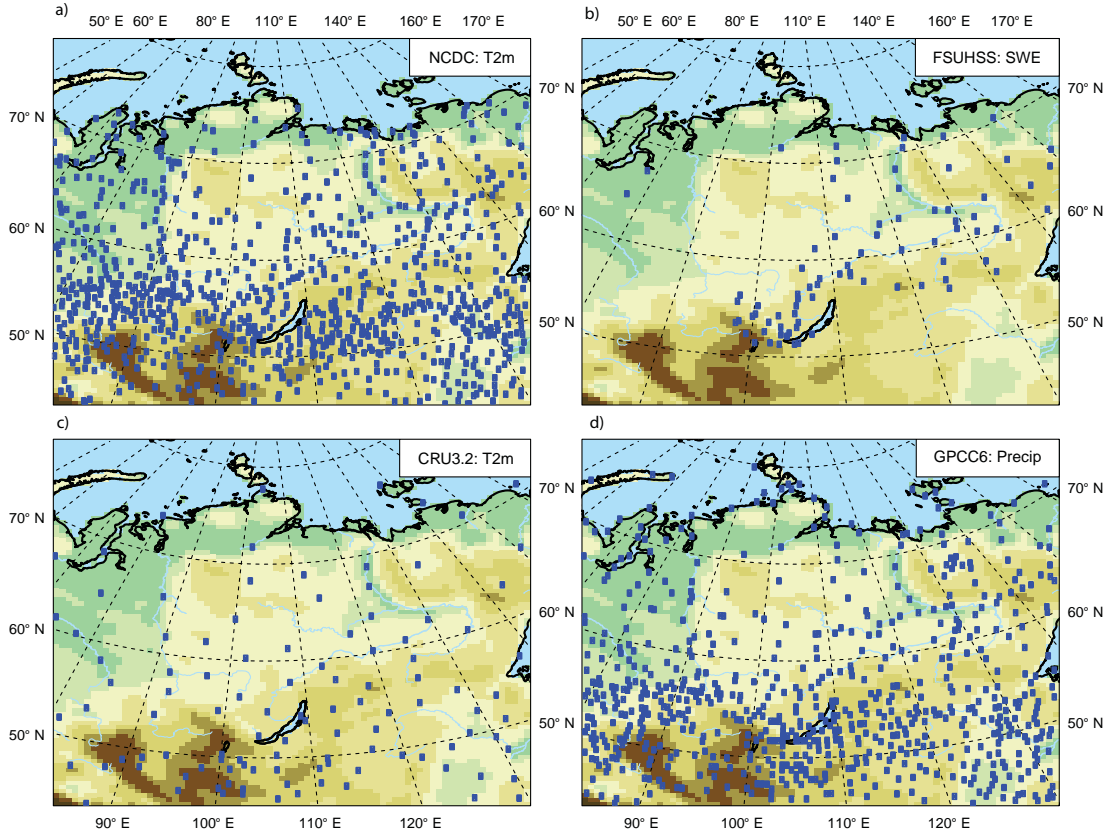 a)
50° E 60° E 80° E 110° E 140° E 170° E
NCDC: T2m
70° N
60° N
50° N
b)
50° E 60° E 80° E 110° E 140° E 170° E
FSUHSS: SWE
70° N
60° N
50° N
c)
CRU3.2: T2m
70° N
60° N
50° N
90° E 100° E 110° E 120° E
d)
GPCC6: Precip
70° N
60° N
50° N
90° E 100° E 110° E 120° E